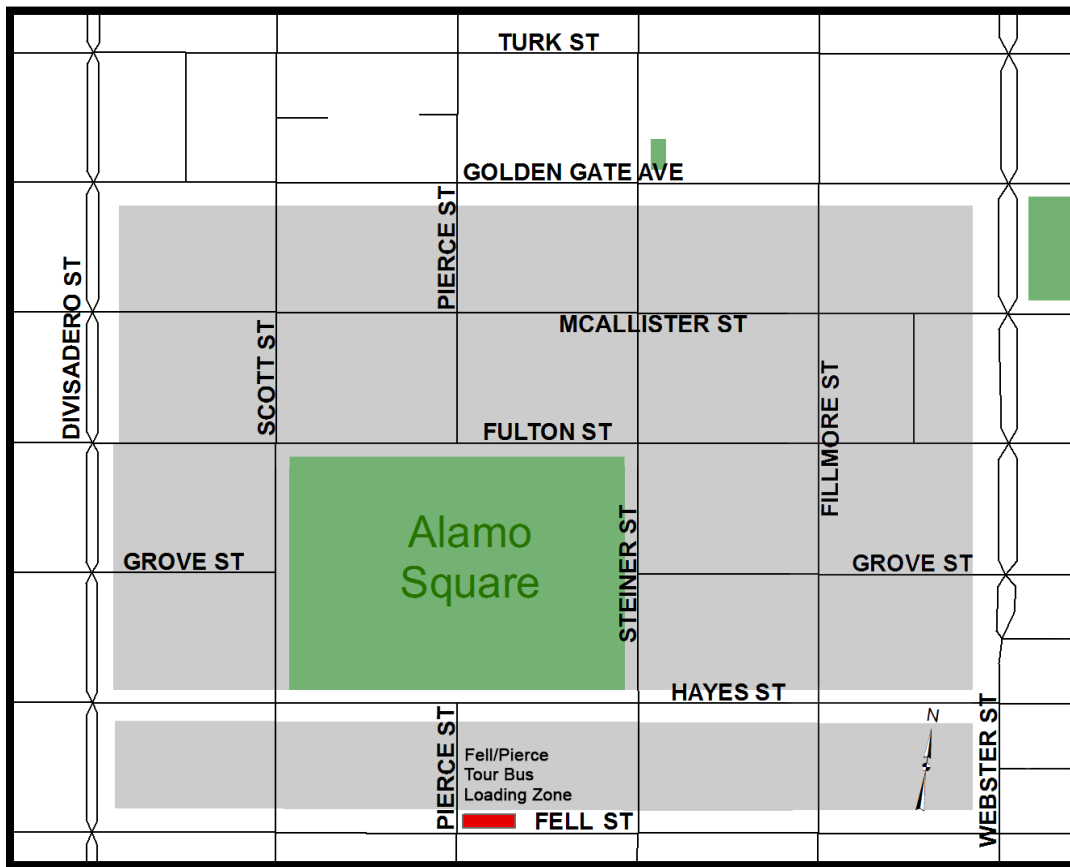 TURK ST
GOLDEN GATE AVE
PIERCE ST
DIVISADERO ST
SCOTT ST
MCALLISTER ST
FILLMORE ST
FULTON ST
Alamo
Square
GROVE ST
STEINER ST
GROVE ST
HAYES ST
N
PIERCE ST
WEBSTER ST
Fell/Pierce
Tour Bus
Loading Zone
FELL ST